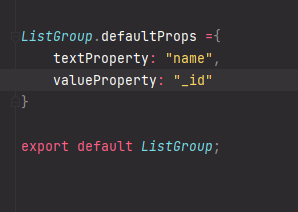 ListGroup.defaultProps ={
    textProperty: "name",
    valueProperty: "_id"
}
export default ListGroup;